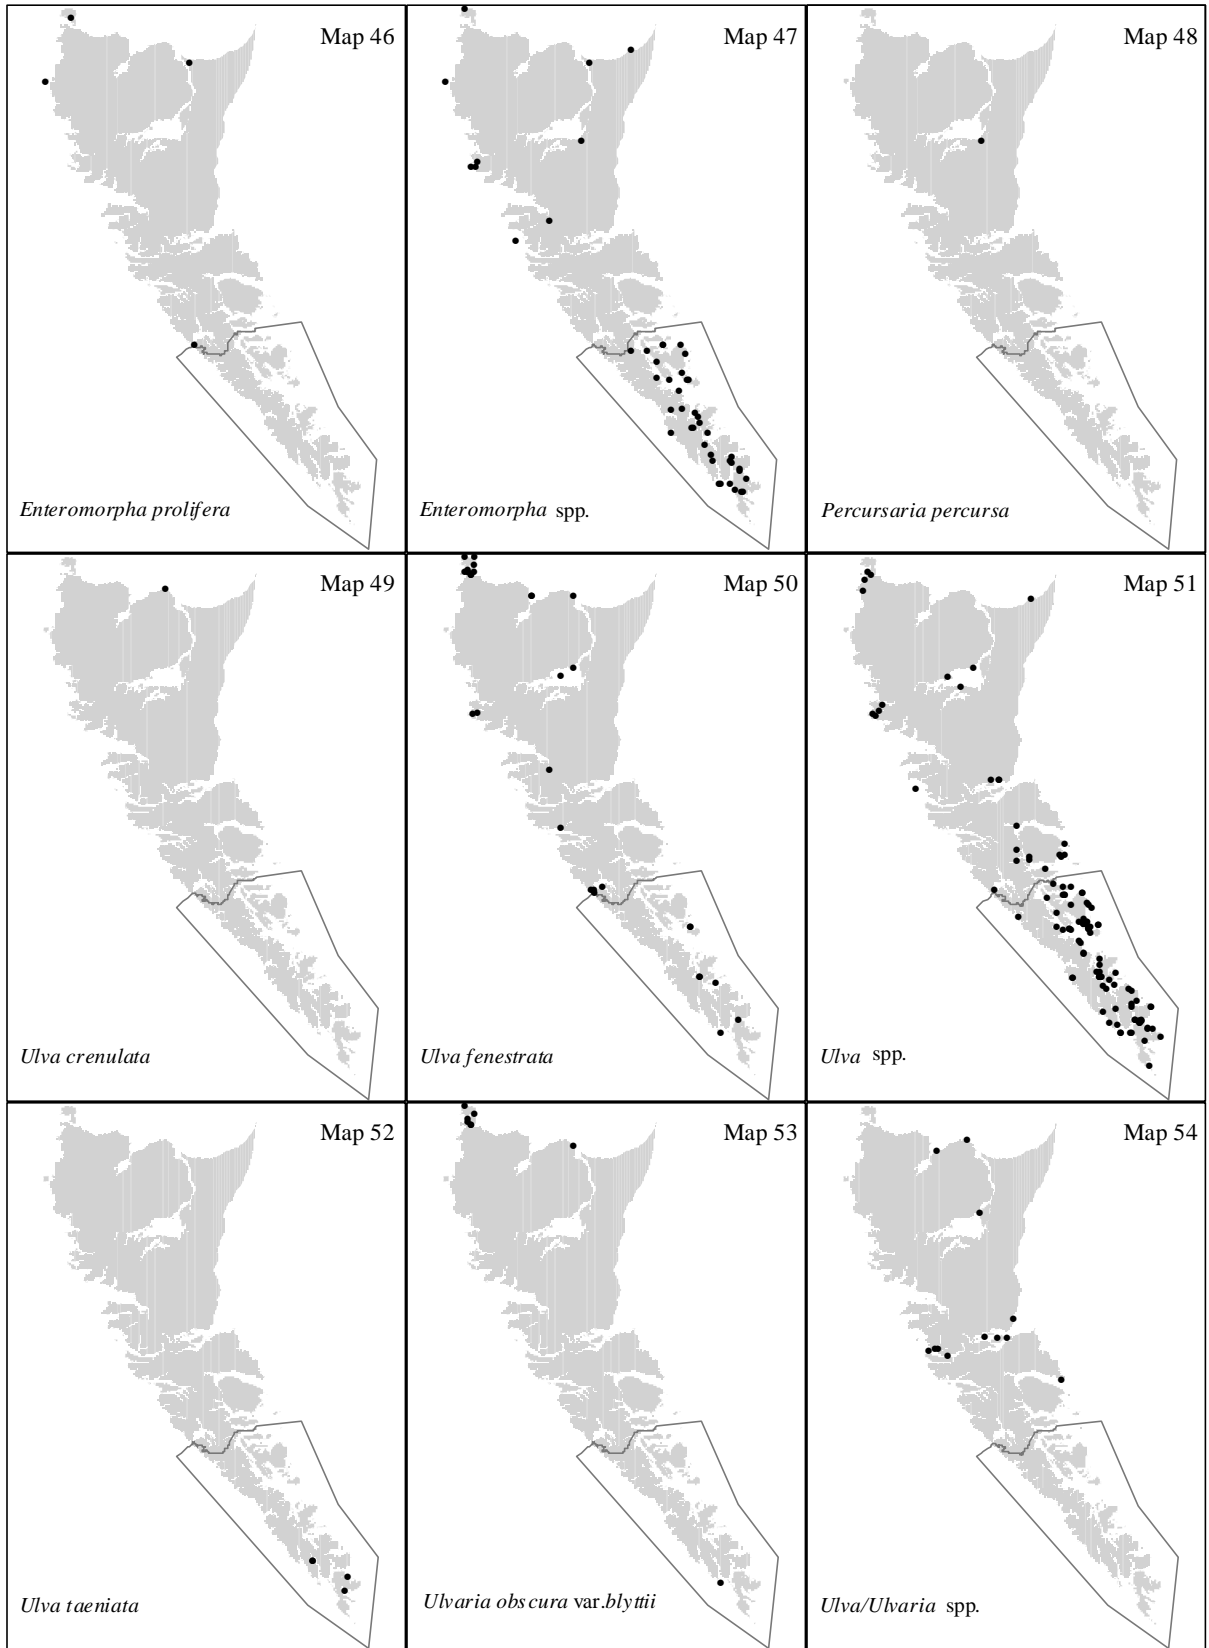 Map 46
Enteromorpha prolifera
Map 47
Enteromorpha spp.
Map 48
Percursaria percursa
Map 49
Ulva crenulata
Map 50
Ulva fenestrata
Map 51
Ulva spp.
Map 52
Ulva taeniata
Map 53
Ulvaria obscura var.blyttii
Map 54
Ulva/Ulvaria spp.